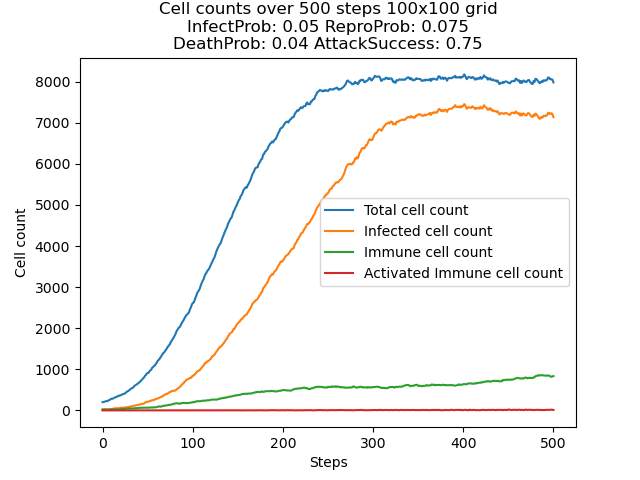 Cell counts over 500 steps 100x100 grid
InfectProb: 0.05 ReproProb: 0.075
DeathProb: 0.04 AttackSuccess: 0.75
8000
7000
6000
5000
4000
3000
2000
1000
0
Cell count
Total cell count
Infected cell count
Immune cell count
Activated Immune cell count
0 100 200 300 400 500
Steps